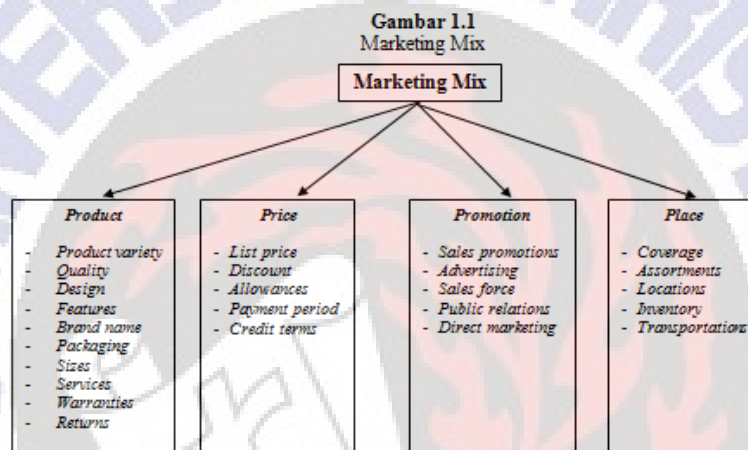 Gambar 1.1
Marketing Mix
Marketing Mix
Product
- Product variety
- Quality
- Design
- Features
- Brand name
- Packaging
- Sizes
- Services
- Warranties
- Returns
Price
- List price
- Discount
- Allowances
- Payment period
- Credit terms
Promotion
- Sales promotions
- Advertising
- Sales force
- Public relations
- Direct marketing
Place
- Coverage
- Assortments
- Locations
- Inventory
- Transportations